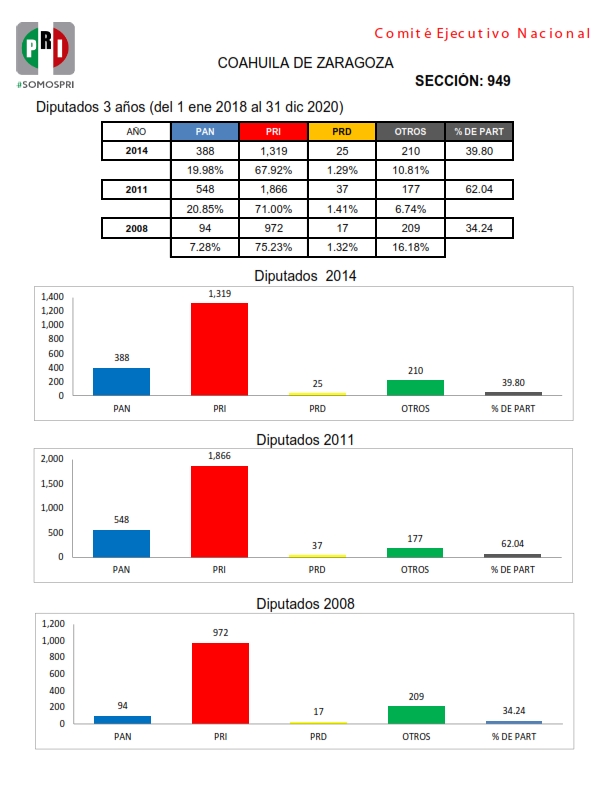 Comité Ejecutivo Nacional
PRI
#SOMOSPRI
COAHUILA DE ZARAGOZA
SECCIÓN: 949
Diputados 3 años (del 1 ene 2018 al 31 dic 2020)
AÑO PAN PRI PRD OTROS % DE PART
2014 388 1,319 25 210 39.80
19.98% 67.92% 1.29% 10.81%
2011 548 1,866 37 177 62.04
20.85% 71.00% 1.41% 6.74%
2008 94 972 17 209 34.24
7.28% 75.23% 1.32% 16.18%
Diputados 2014
1,400
1,200
1,000
800
600
400
200
0
388 1,319 25 210 39.80
PAN PRI PRD OTROS % DE PART
Diputados 2011
2,000
1,500
1,000
500
0
548 1,866 37 177 62.04
PAN PRI PRD OTROS % DE PART
Diputados 2008
1,200
1,000
800
600
400
200
0
94 972 17 209 34.24
PAN PRI PRD OTROS % DE PART